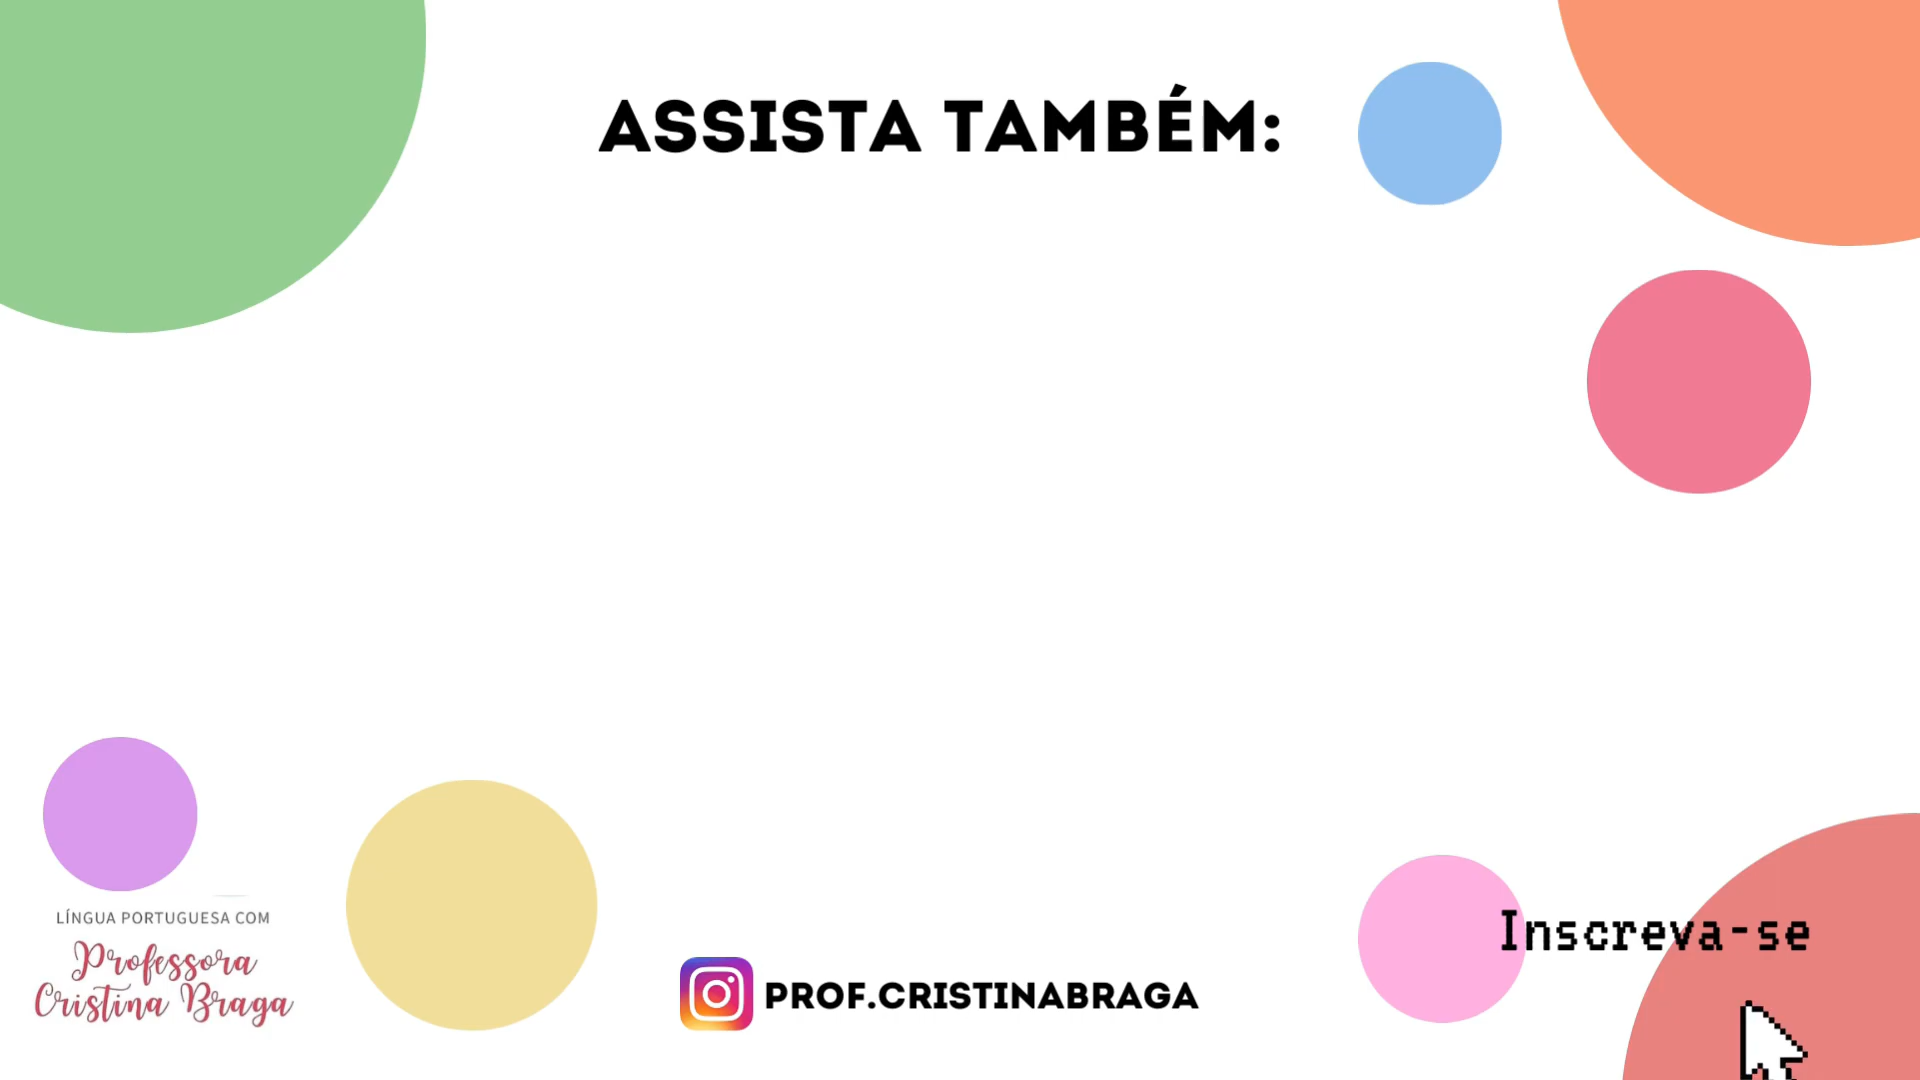 ASSISTA TAMBÉM:
LÍNGUA PORTUGUESA COM
Professora
Cristina Braga
PROF.CRISTINABRAGA
Inscreva-se